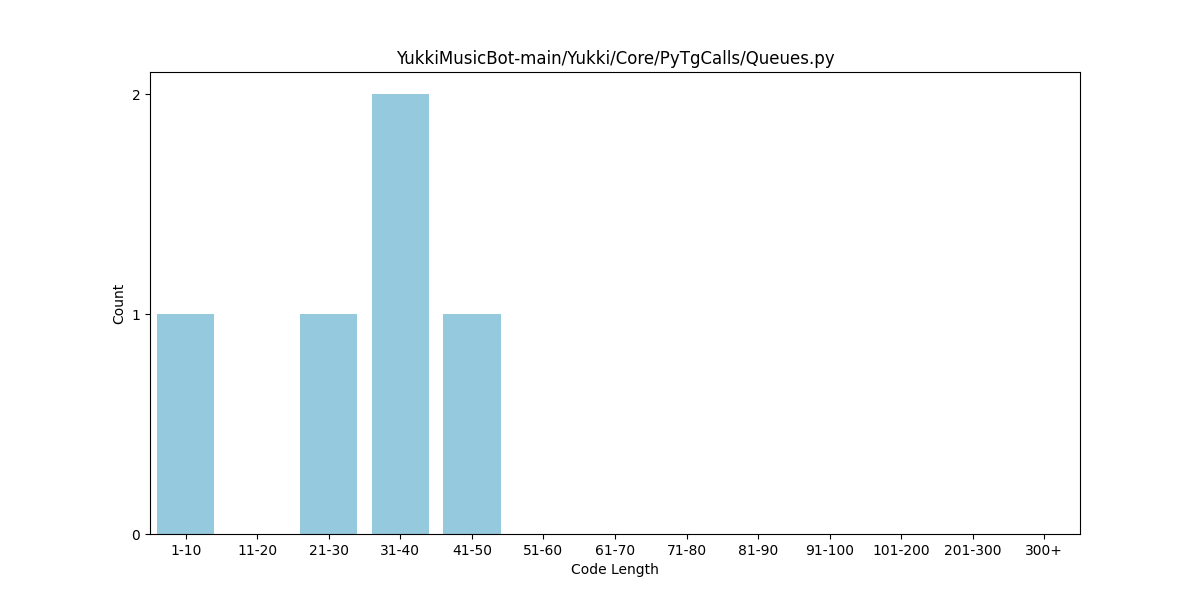 YukkiMusicBot-main/Yukki/Core/PyTgCalls/Queues.py
2
1
0
Count
1-10 11-20 21-30 31-40 41-50 51-60 61-70 71-80 81-90 91-100 101-200 201-300 300+
Code Length